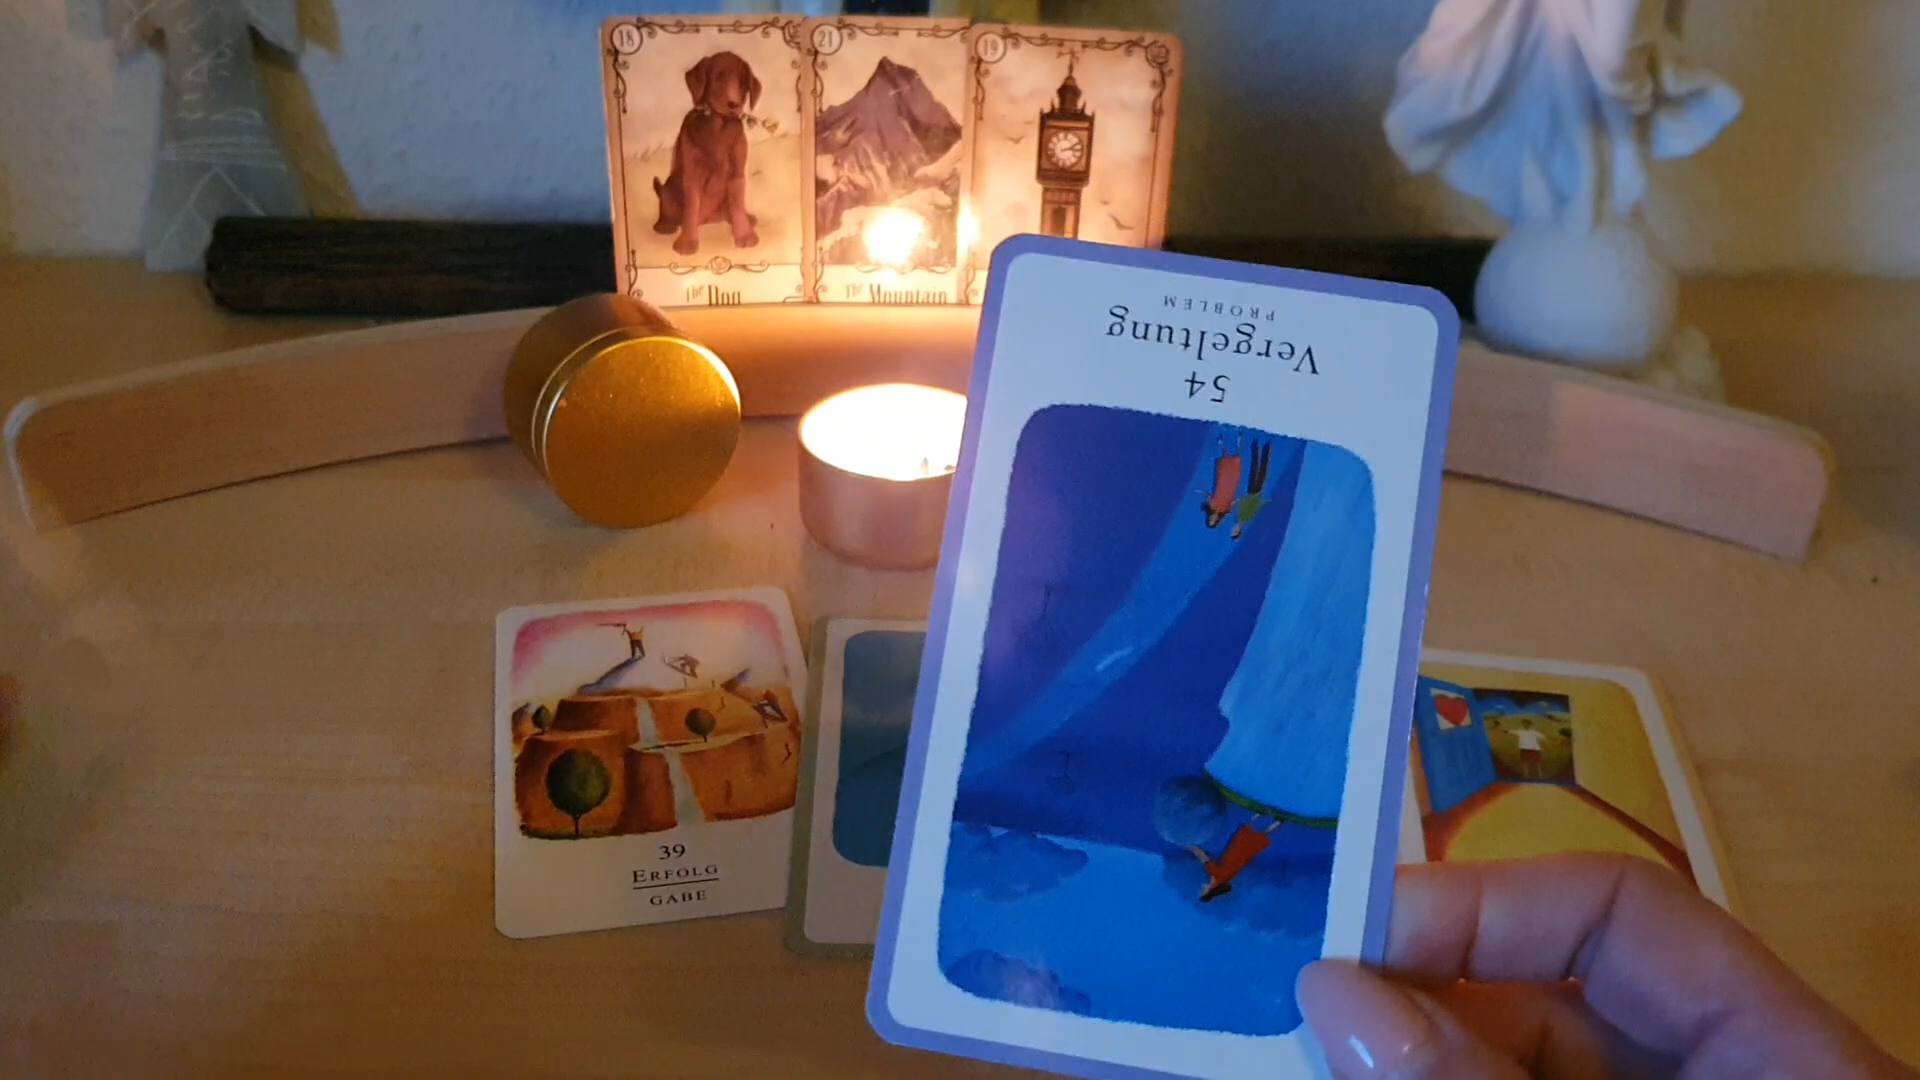 18
21
19
The Dog
The Mountain
54
Vergeltung
PROBLEM
39
ERFOLG
GABE